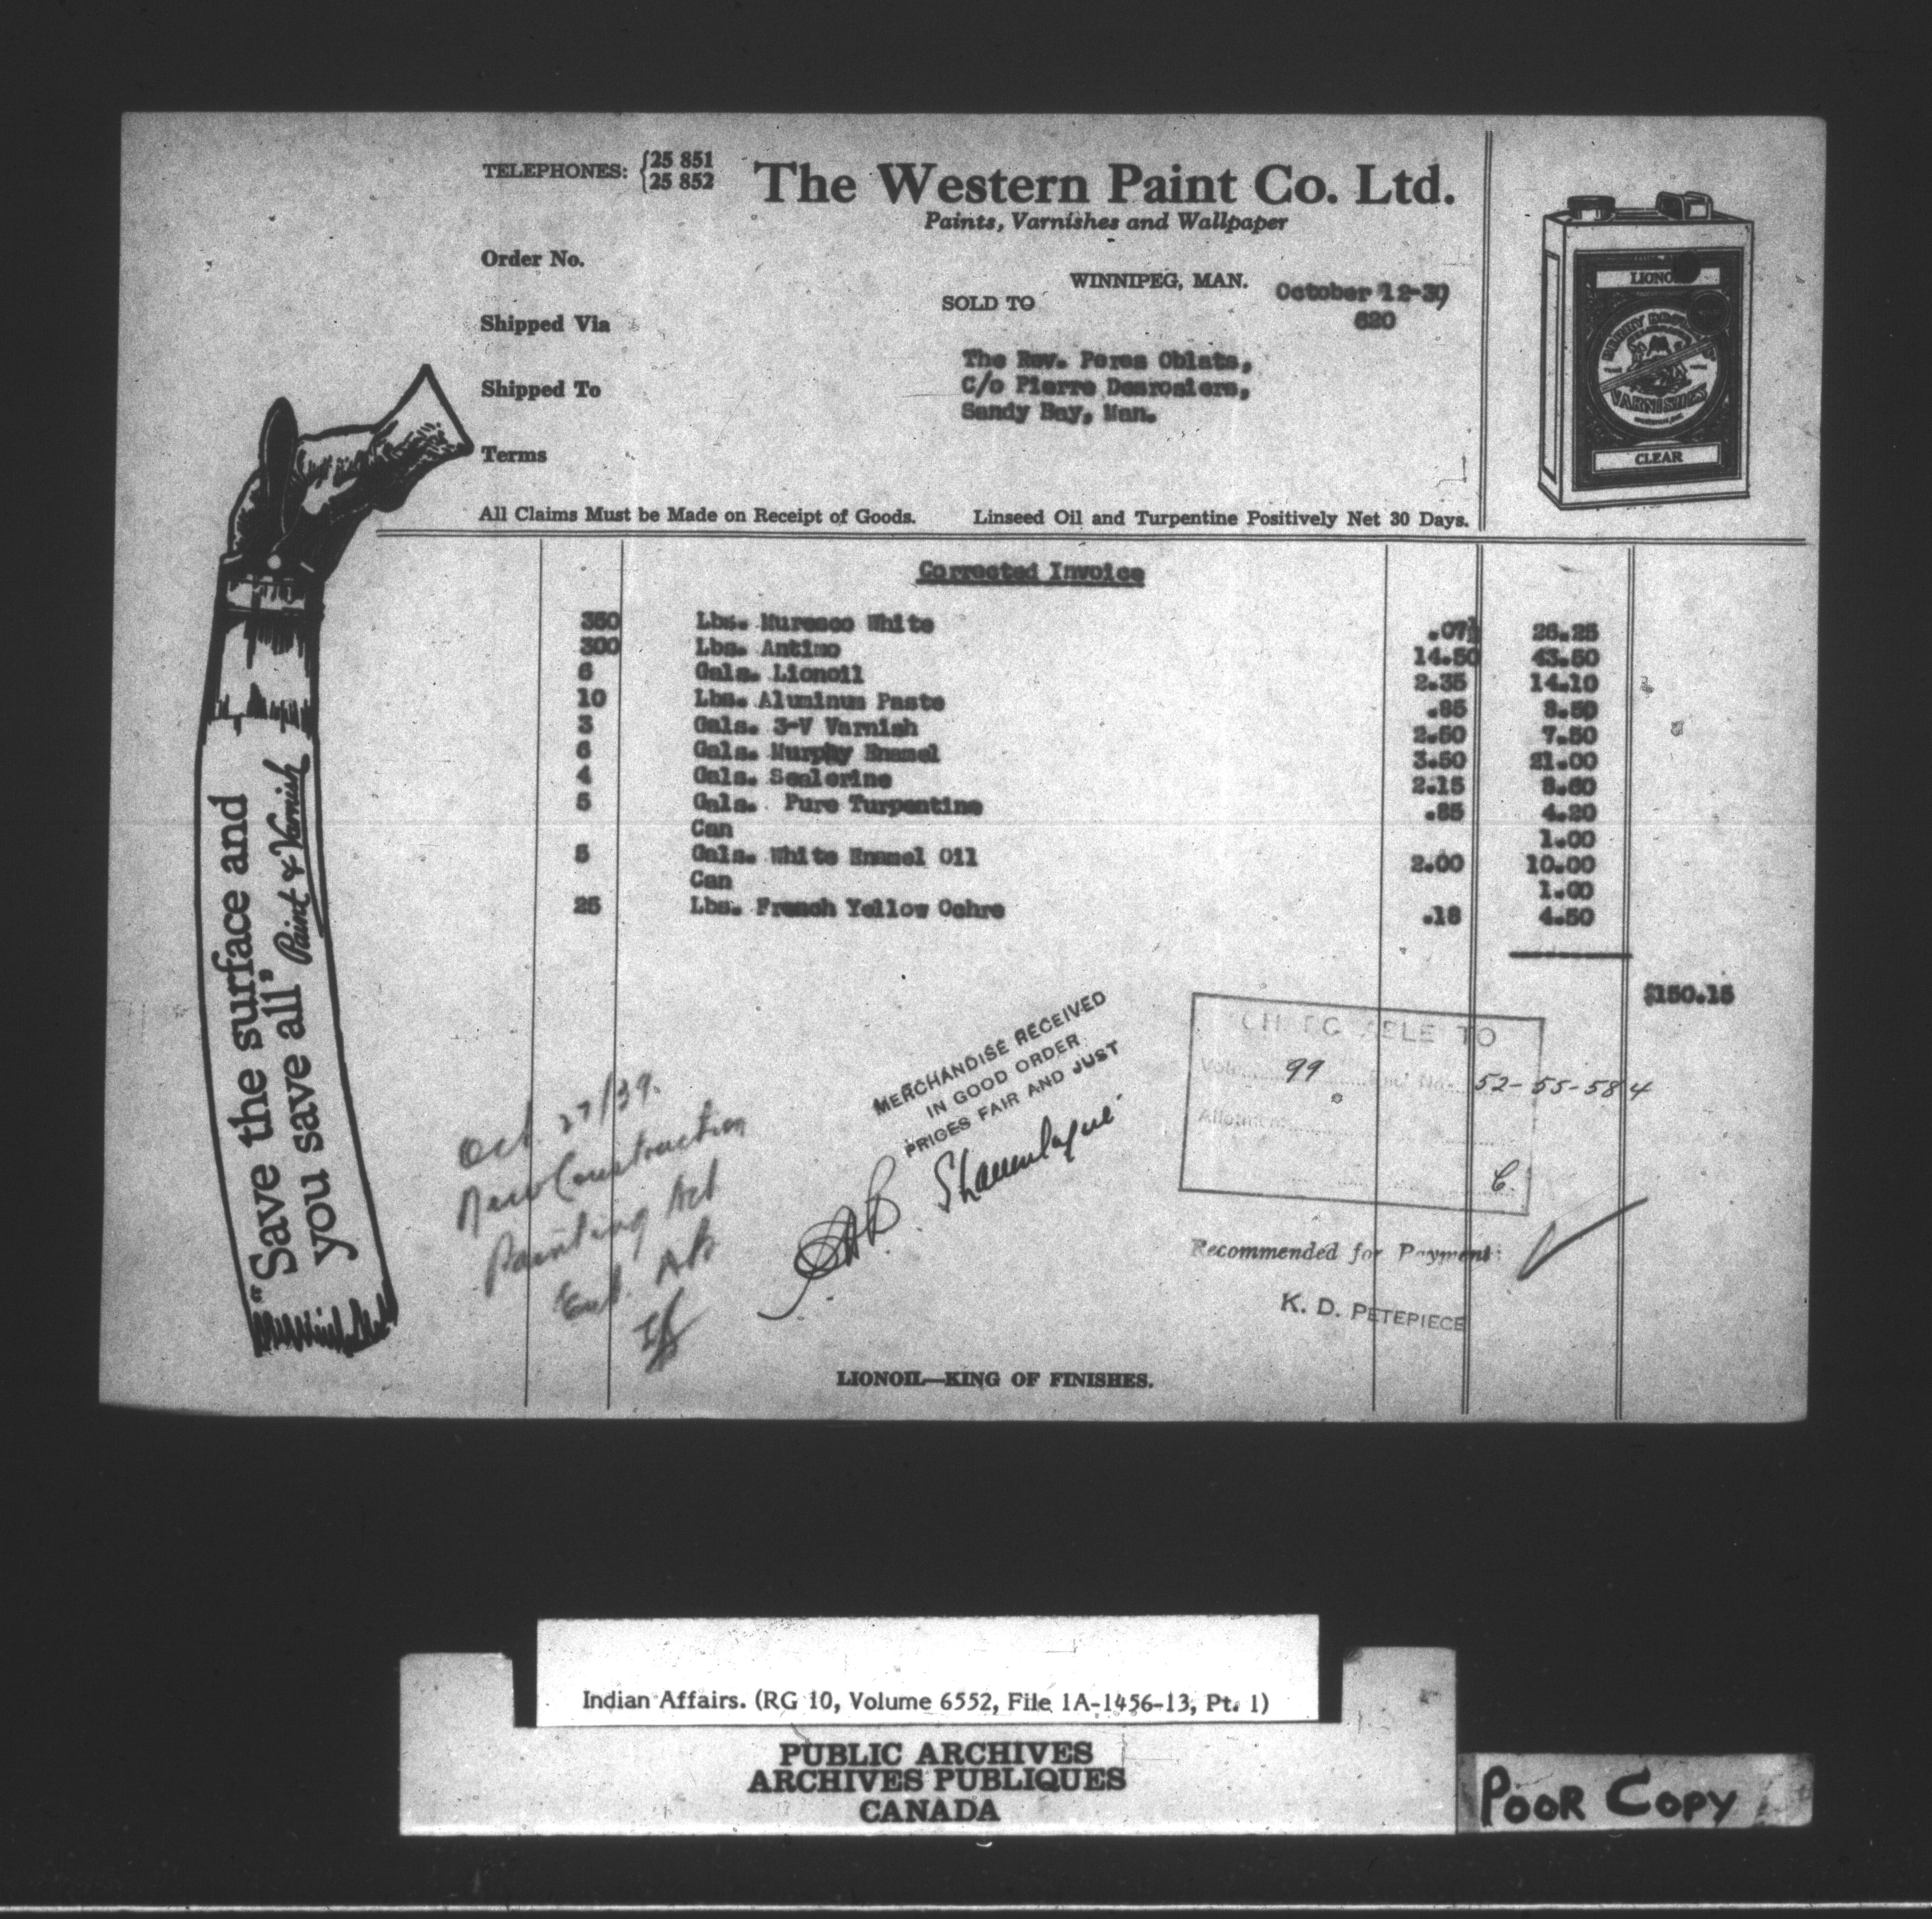 TELEPHONES: 25 851
25 852
The Western Paint Co. Ltd.
Paints, Varnishes and Wallpaper
Order No.
WINNIPEG, MAN. October 12-39
SOLD TO
620
Shipped Via
The Rev. Peres Oblats,
C/o Pierre Desrosiers,
Sandy Bay, Man.
Shipped To
Terms
All Claims Must be Made on Receipt of Goods. Linseed Oil and Turpentine Positively Net 30 Days.
LIONOIL
BERRY BROS
VARNISHES
CLEAR
Corrected Invoice
350 Lbs. Muresco White .07½ 26.25
300 Lbs. Antimo 14.50 43.50
6 Gals. Lionoil 2.35 14.10
10 Lbs. Aluminum Paste .85 8.50
3 Gals. 3-V Varnish 2.50 7.50
6 Gals. Murphy Enamel 3.50 21.00
4 Gals. Sealerine 2.15 8.60
5 Gals. Pure Turpentine .85 4.20
Can 1.00
5 Gals. White Enamel Oil 2.00 10.00
Can 1.00
25 Lbs. French Yellow Ochre .18 4.50
$150.15
"Save the surface and
you save all" Paint & Varnish
MERCHANDISE RECEIVED
IN GOOD ORDER
PRICES FAIR AND JUST
CHARGEABLE TO
Vote 99 52-55-584
Allotment
C.
Oct. 27/39.
New Construction
Painting Act
Recommended for Payment:
K. D. PETEPIECE
LIONOIL—KING OF FINISHES.
Indian Affairs. (RG 10, Volume 6552, File 1A-1456-13, Pt. 1)
PUBLIC ARCHIVES
ARCHIVES PUBLIQUES
CANADA
POOR COPY